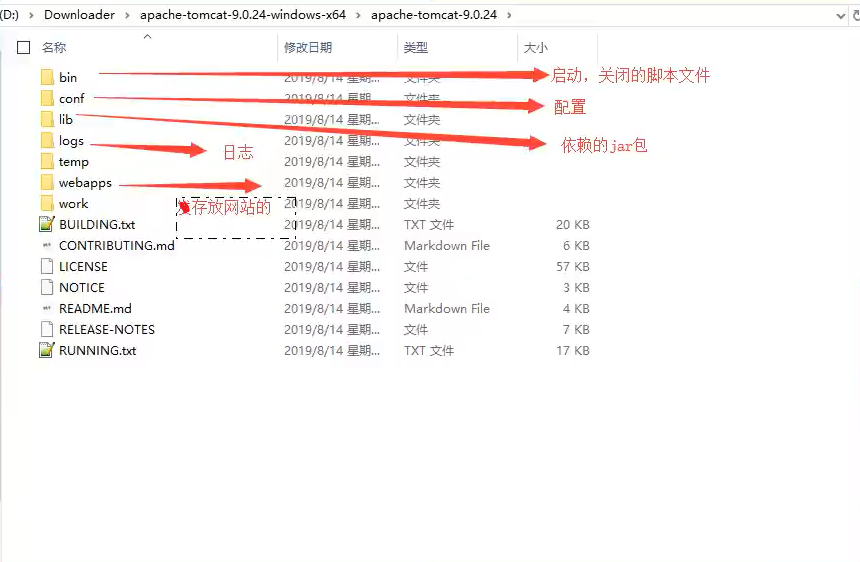 (D:) › Downloader › apache-tomcat-9.0.24-windows-x64 › apache-tomcat-9.0.24 ›
名称 修改日期 类型 大小
bin 2019/8/14 星期... 文件夹 启动，关闭的脚本文件
conf 2019/8/14 星期... 文件夹 配置
lib 2019/8/14 星期... 文件夹
logs 2019/8/14 星期... 文件夹 依赖的jar包
日志
temp 2019/8/14 星期... 文件夹
webapps 2019/8/14 星期... 文件夹
work 2019/8/14 星期... 文件夹
存放网站的
BUILDING.txt 2019/8/14 星期... TXT 文件 20 KB
CONTRIBUTING.md 2019/8/14 星期... Markdown File 6 KB
LICENSE 2019/8/14 星期... 文件 57 KB
NOTICE 2019/8/14 星期... 文件 3 KB
README.md 2019/8/14 星期... Markdown File 4 KB
RELEASE-NOTES 2019/8/14 星期... 文件 7 KB
RUNNING.txt 2019/8/14 星期... TXT 文件 17 KB